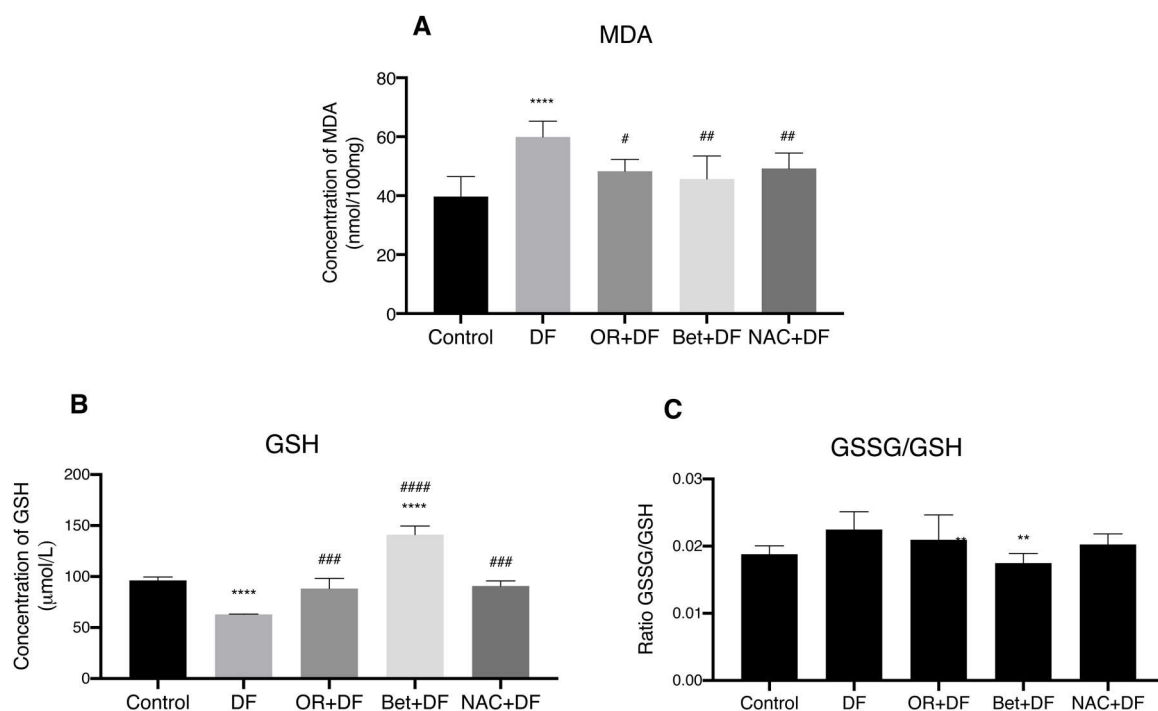 A
MDA
Concentration of MDA
(nmol/100mg)
80
60
40
20
0
****
#
##
##
Control DF OR+DF Bet+DF NAC+DF
B
GSH
Concentration of GSH
(μmol/L)
200
150
100
50
0
****
###
####
****
###
Control DF OR+DF Bet+DF NAC+DF
C
GSSG/GSH
Ratio GSSG/GSH
0.03
0.02
0.01
0.00
**
**
Control DF OR+DF Bet+DF NAC+DF